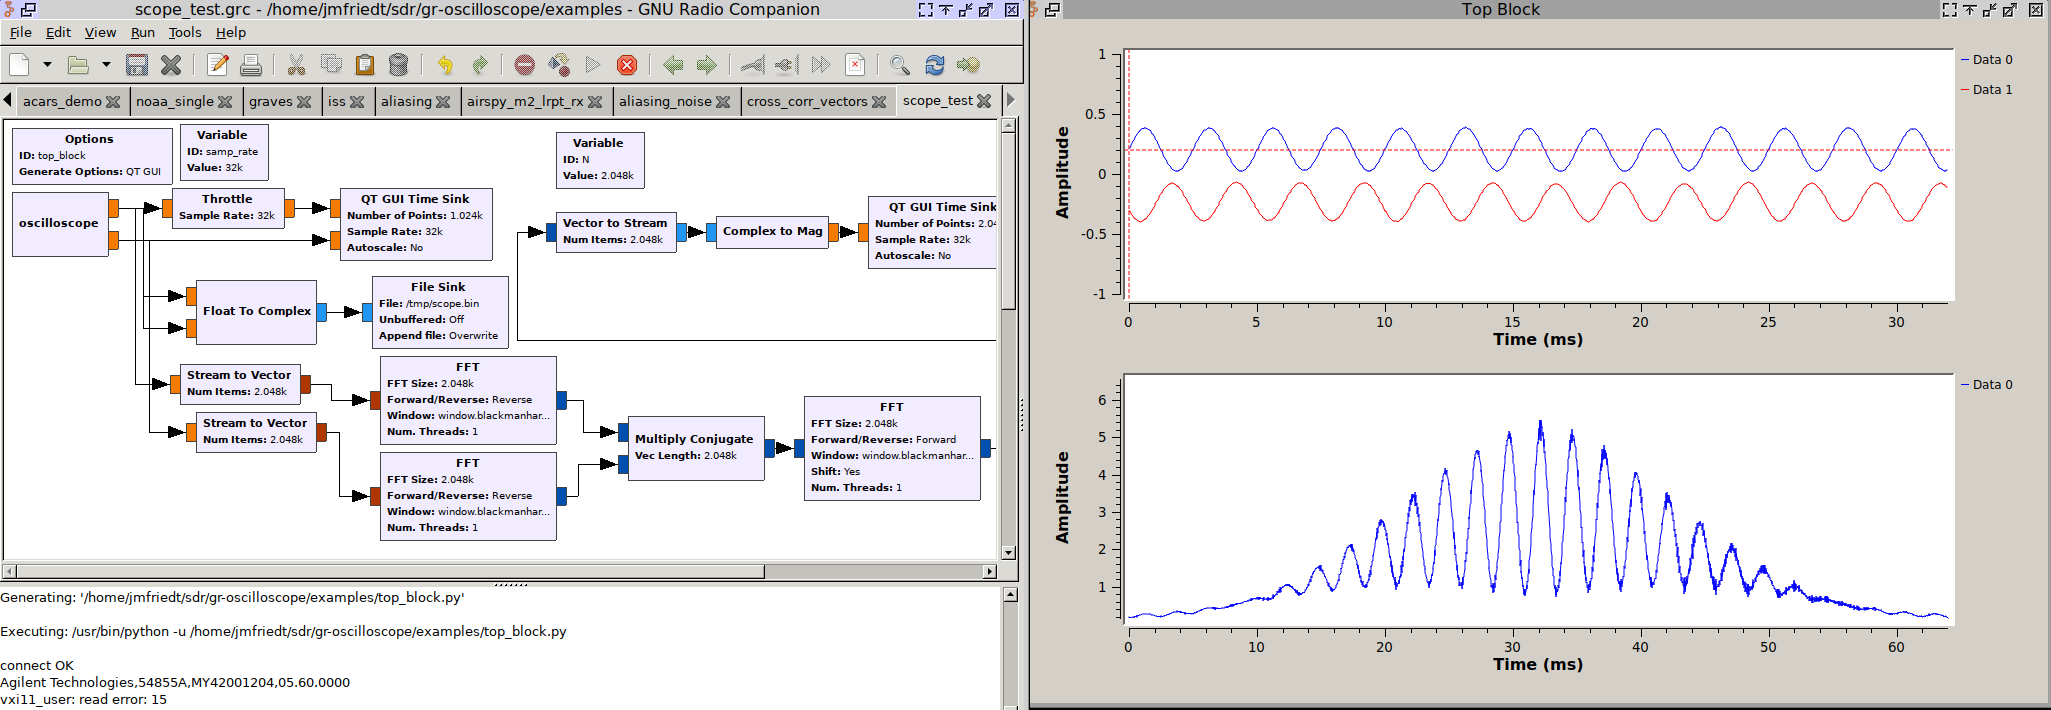 scope_test.grc - /home/jmfriedt/sdr/gr-oscilloscope/examples - GNU Radio Companion
File Edit View Run Tools Help
acars_demo noaa_single graves iss aliasing airspy_m2_lrpt_rx aliasing_noise cross_corr_vectors scope_test
Options
ID: top_block
Generate Options: QT GUI
Variable
ID: samp_rate
Value: 32k
Variable
ID: N
Value: 2.048k
oscilloscope
Throttle
Sample Rate: 32k
QT GUI Time Sink
Number of Points: 1.024k
Sample Rate: 32k
Autoscale: No
Vector to Stream
Num Items: 2.048k
Complex to Mag
QT GUI Time Sink
Number of Points: 2.04
Sample Rate: 32k
Autoscale: No
Float To Complex
File Sink
File: /tmp/scope.bin
Unbuffered: Off
Append file: Overwrite
Stream to Vector
Num Items: 2.048k
Stream to Vector
Num Items: 2.048k
FFT
FFT Size: 2.048k
Forward/Reverse: Reverse
Window: window.blackmanhar...
Num. Threads: 1
FFT
FFT Size: 2.048k
Forward/Reverse: Reverse
Window: window.blackmanhar...
Num. Threads: 1
Multiply Conjugate
Vec Length: 2.048k
FFT
FFT Size: 2.048k
Forward/Reverse: Forward
Window: window.blackmanhar...
Shift: Yes
Num. Threads: 1
Generating: '/home/jmfriedt/sdr/gr-oscilloscope/examples/top_block.py'
Executing: /usr/bin/python -u /home/jmfriedt/sdr/gr-oscilloscope/examples/top_block.py
connect OK
Agilent Technologies,54855A,MY42001204,05.60.0000
vxi11_user: read error: 15
Top Block
Amplitude
1
0.5
0
-0.5
-1
0 5 10 15 20 25 30
Time (ms)
Data 0
Data 1
Amplitude
6
5
4
3
2
1
0 10 20 30 40 50 60
Time (ms)
Data 0